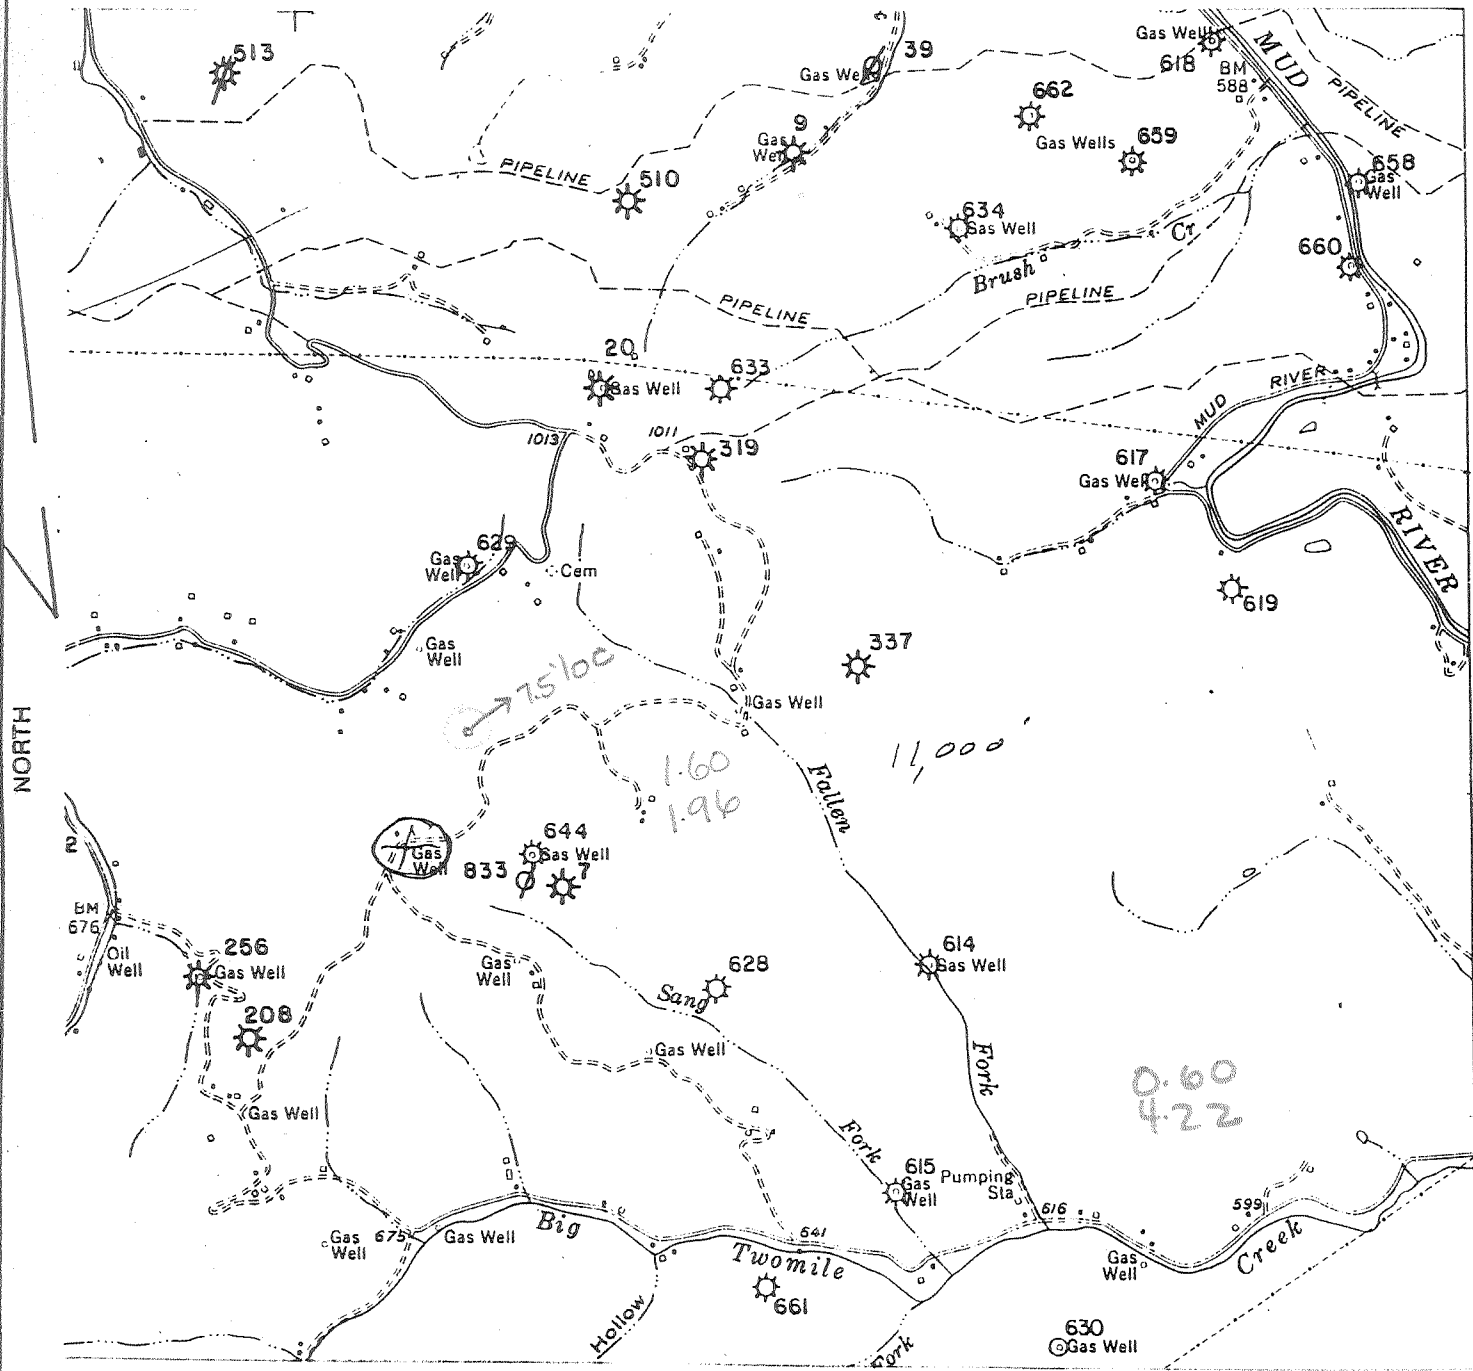 513
39
Gas Well
618
MUD
Gas We
BM
588
PIPELINE
662
9
Gas
Well
Gas Wells
659
PIPELINE
510
658
Gas
Well
634
Gas Well
Cr
660
Brush
PIPELINE
PIPELINE
20
Gas Well
633
RIVER
MUD
1013
1011
319
617
Gas Well
RIVER
629
Gas
Well
Cem
619
Gas
Well
337
7.5' loc
Gas Well
NORTH
11,000
1.60
1.96
Fallen
2
Gas
Well
644
Gas Well
833
7
BM
676
Oil
Well
256
Gas Well
Gas
Well
628
614
Gas Well
Sang
208
Gas Well
Fork
0.60
4.22
Gas Well
Fork
615
Gas
Well
Pumping
Sta
616
599
Big
Gas
Well
675
Gas Well
641
Twomile
Gas
Well
Creek
661
Hollow
630
Gas Well
Fork